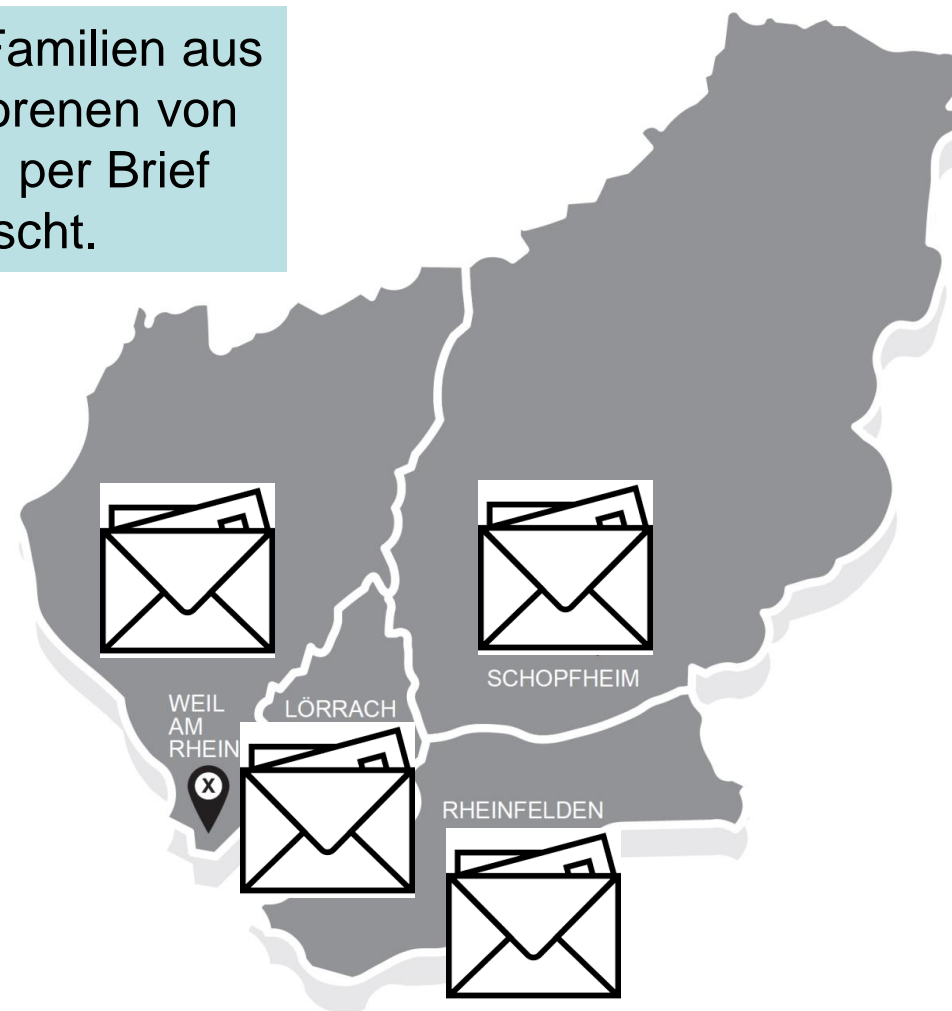 Familien aus
orenen von
per Brief
scht.
SCHOPFHEIM
WEIL
AM
RHEIN
LÖRRACH
X
RHEINFELDEN